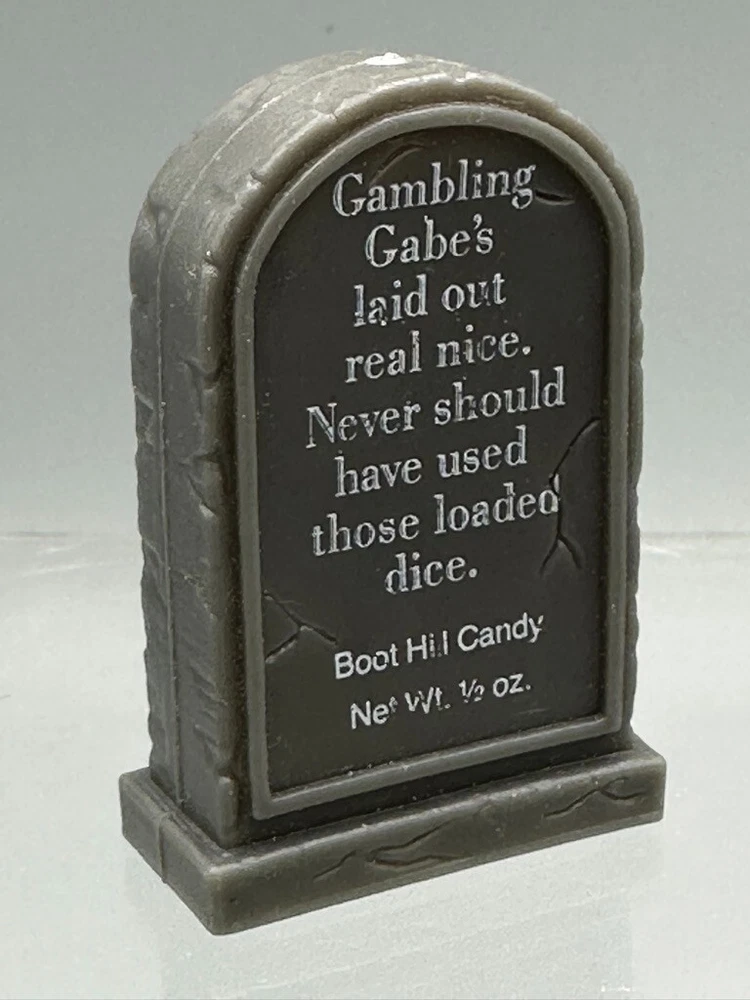 Gambling
Gabe's
laid out
real nice.
Never should
have used
those loaded
dice.
Boot Hill Candy
Net Wt. ½ oz.